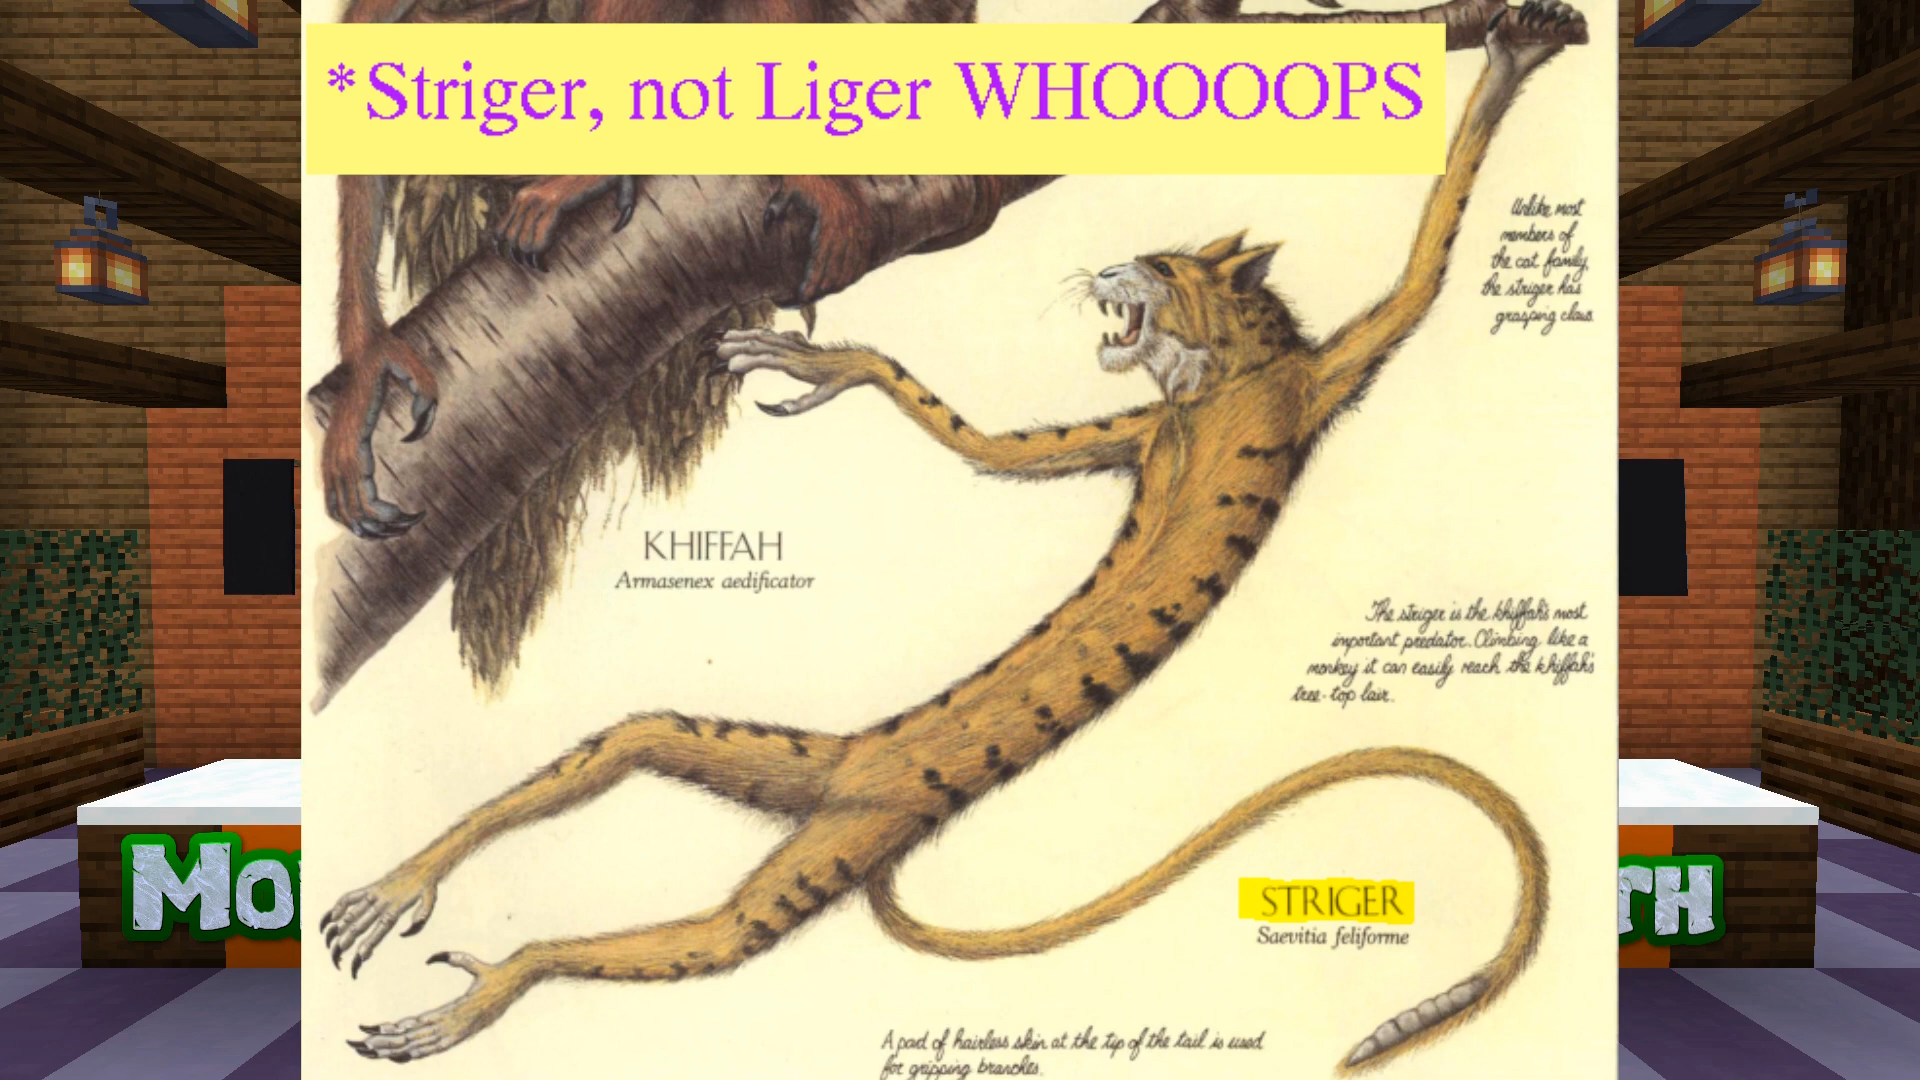 *Striger, not Liger WHOOOOPS
Unlike most
members of
the cat family,
the striger has
grasping claws.
KHIFFAH
Armasenex aedificator
The striger is the khiffah's most
important predator. Climbing like a
monkey it can easily reach the khiffah's
tree-top lair.
Mo
TH
STRIGER
Saevitia feliforme
A pad of hairless skin at the tip of the tail is used
for gripping branches.